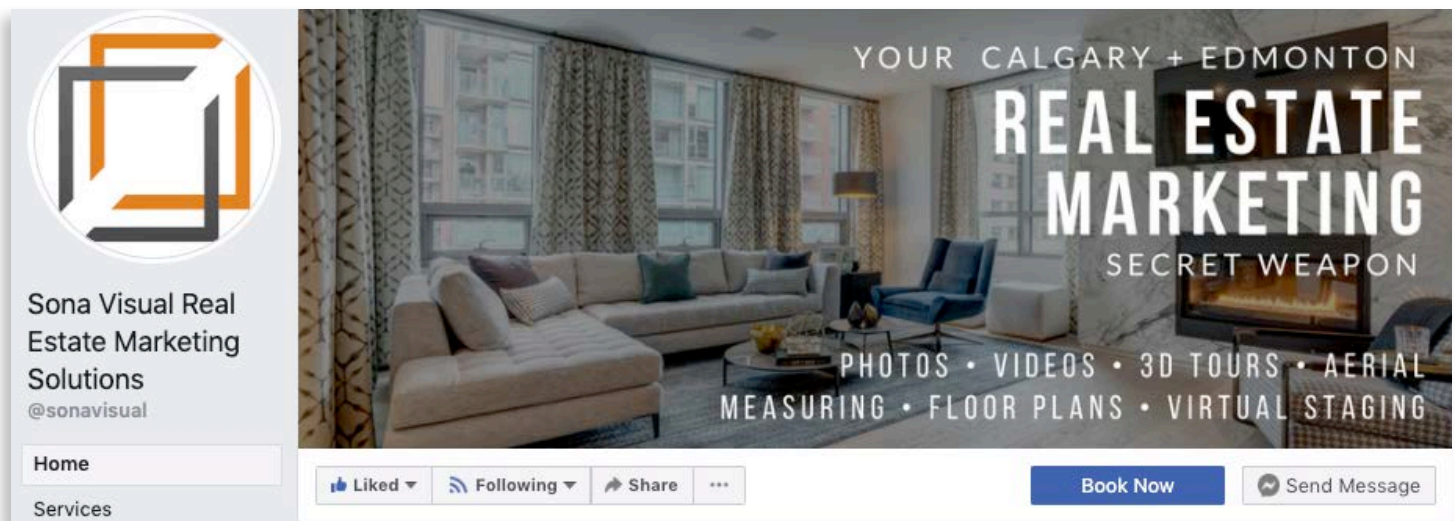 YOUR CALGARY + EDMONTON
REAL ESTATE
MARKETING
SECRET WEAPON
PHOTOS • VIDEOS • 3D TOURS • AERIAL
MEASURING • FLOOR PLANS • VIRTUAL STAGING
Sona Visual Real
Estate Marketing
Solutions
@sonavisual
Home
Services
Liked
Following
Share
...
Book Now
Send Message